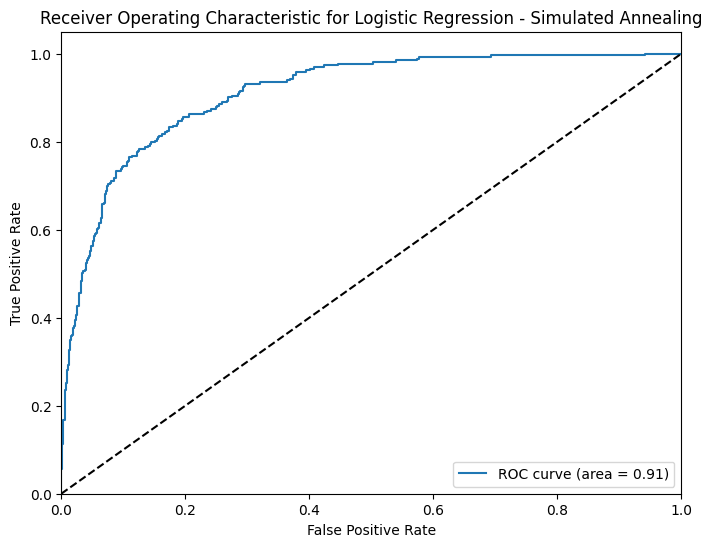 Receiver Operating Characteristic for Logistic Regression - Simulated Annealing
1.0
0.8
0.6
0.4
0.2
0.0
True Positive Rate
ROC curve (area = 0.91)
0.0 0.2 0.4 0.6 0.8 1.0
False Positive Rate